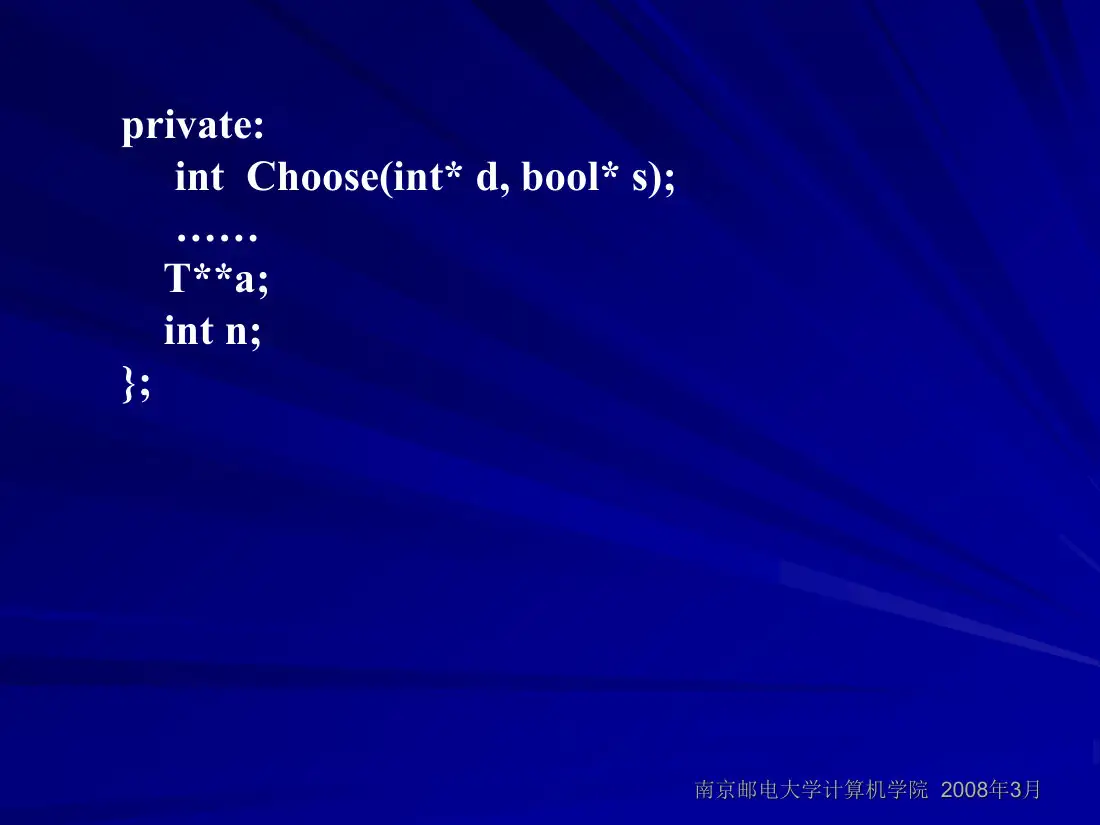 private:
int Choose(int* d, bool* s);
……
T**a;
int n;
};
南京邮电大学计算机学院 2008年3月